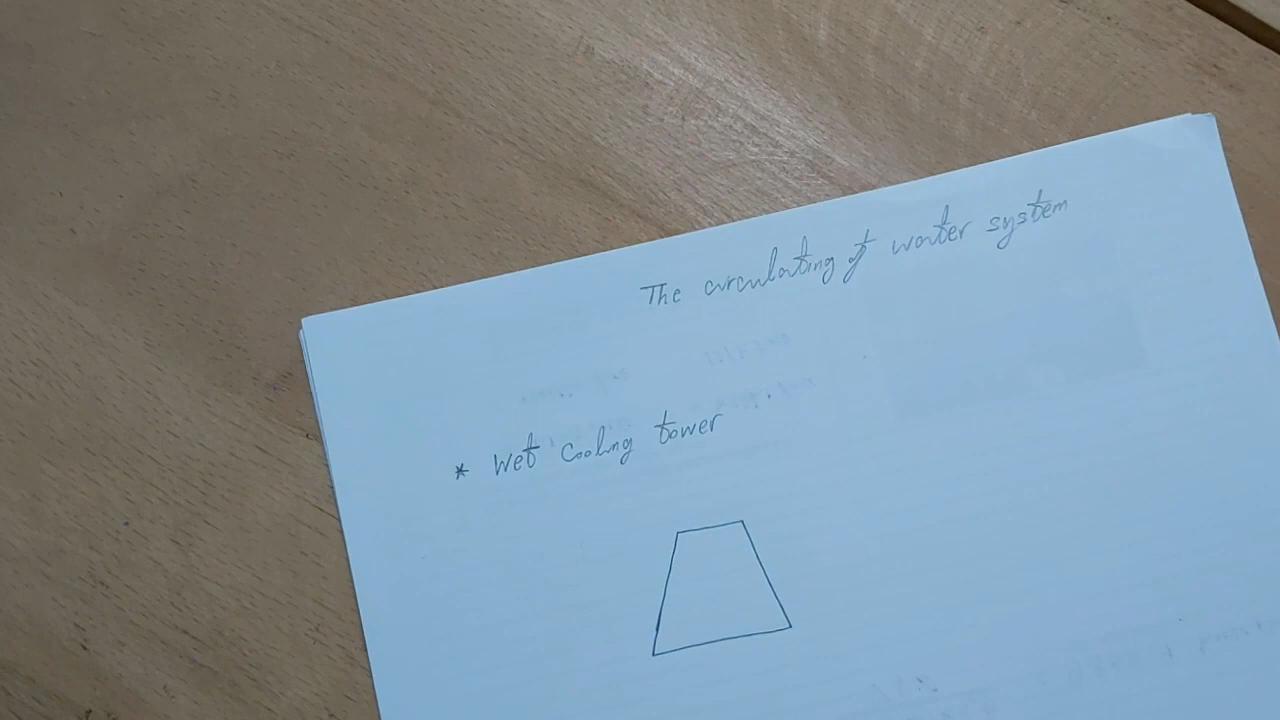 The circulating of water system
* Wet cooling tower